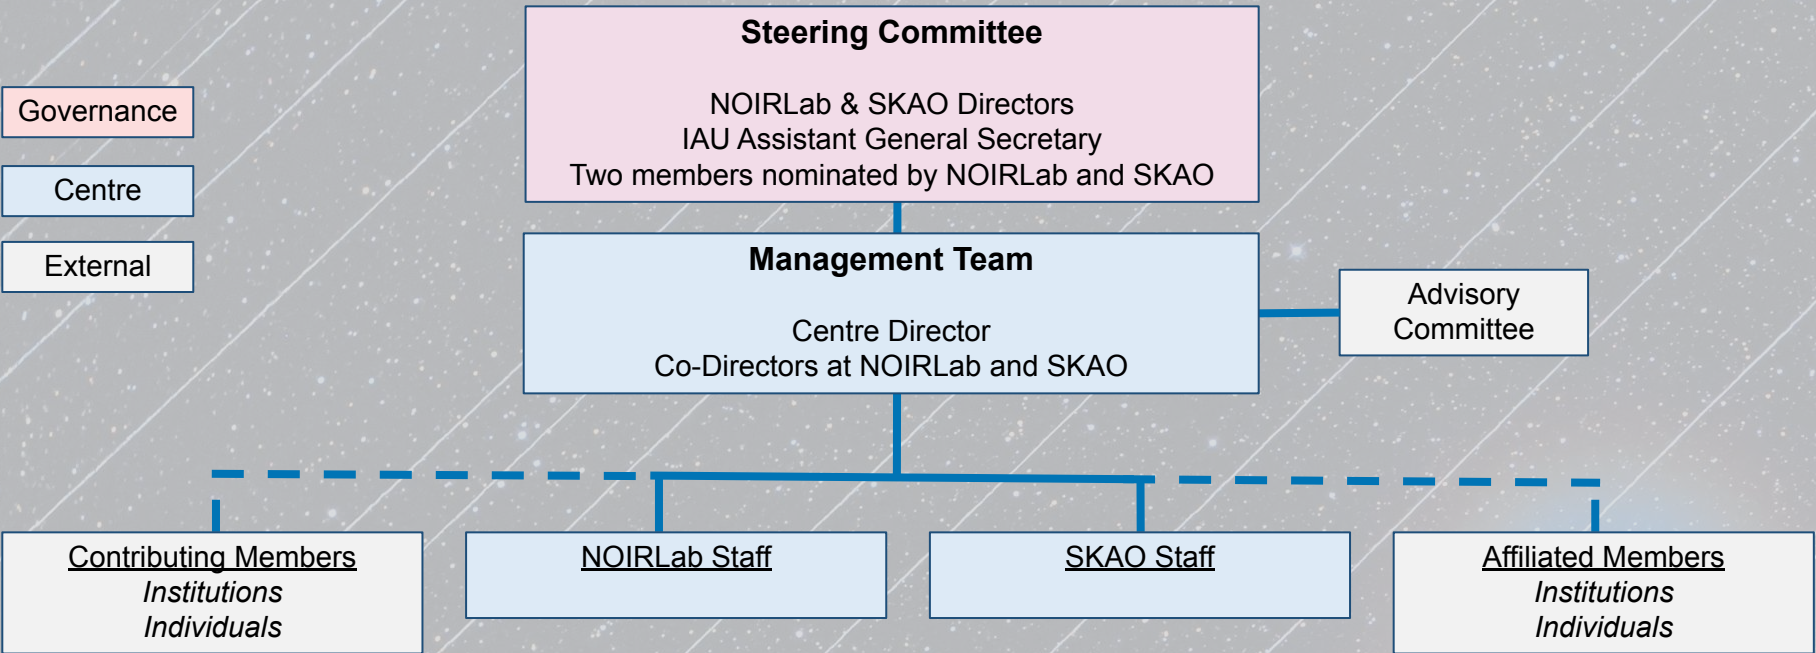 Steering Committee
NOIRLab & SKAO Directors
IAU Assistant General Secretary
Two members nominated by NOIRLab and SKAO
Governance
Centre
External
Management Team
Centre Director
Co-Directors at NOIRLab and SKAO
Advisory
Committee
Contributing Members
Institutions
Individuals
NOIRLab Staff
SKAO Staff
Affiliated Members
Institutions
Individuals